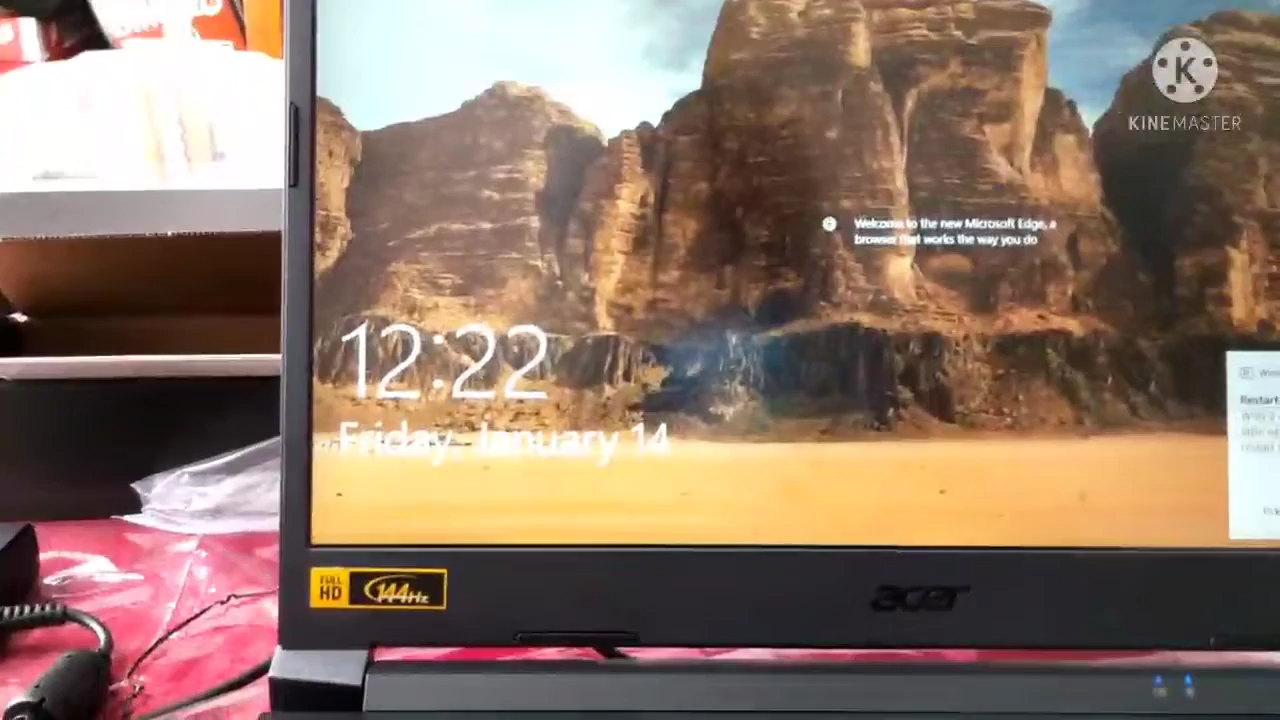 KINEMASTER
Welcome to the new Microsoft Edge, a
browser that works the way you do
12:22
Friday, January 14
Restart
FULL
HD
144Hz
acer